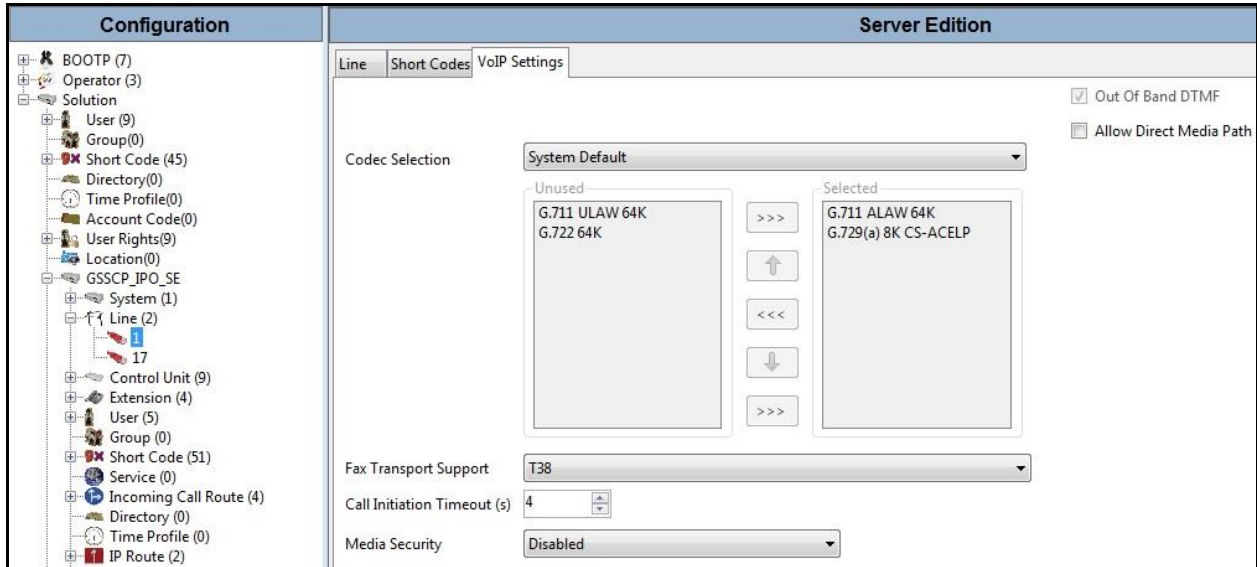 Configuration
BOOTP (7)
Operator (3)
Solution
User (9)
Group(0)
Short Code (45)
Directory(0)
Time Profile(0)
Account Code(0)
User Rights(9)
Location(0)
GSSCP_IPO_SE
System (1)
Line (2)
1
17
Control Unit (9)
Extension (4)
User (5)
Group (0)
Short Code (51)
Service (0)
Incoming Call Route (4)
Directory (0)
Time Profile (0)
IP Route (2)
Server Edition
Line Short Codes VoIP Settings
Out Of Band DTMF
Allow Direct Media Path
Codec Selection System Default
Unused
G.711 ULAW 64K
G.722 64K
>>>
<<<
>>>
Selected
G.711 ALAW 64K
G.729(a) 8K CS-ACELP
Fax Transport Support T38
Call Initiation Timeout (s) 4
Media Security Disabled